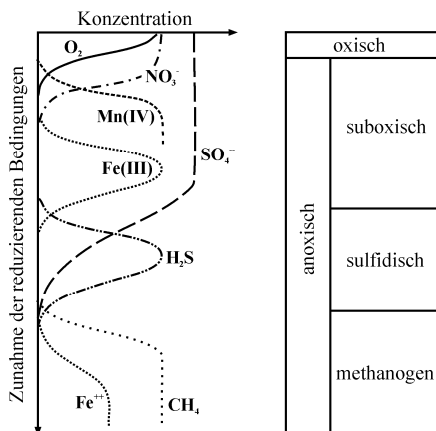 Konzentration
Zunahme der reduzierenden Bedingungen
O₂
NO₃⁻
Mn(IV)
Fe(III)
SO₄⁻⁻
H₂S
Fe⁺⁺
CH₄
oxisch
anoxisch
suboxisch
sulfidisch
methanogen